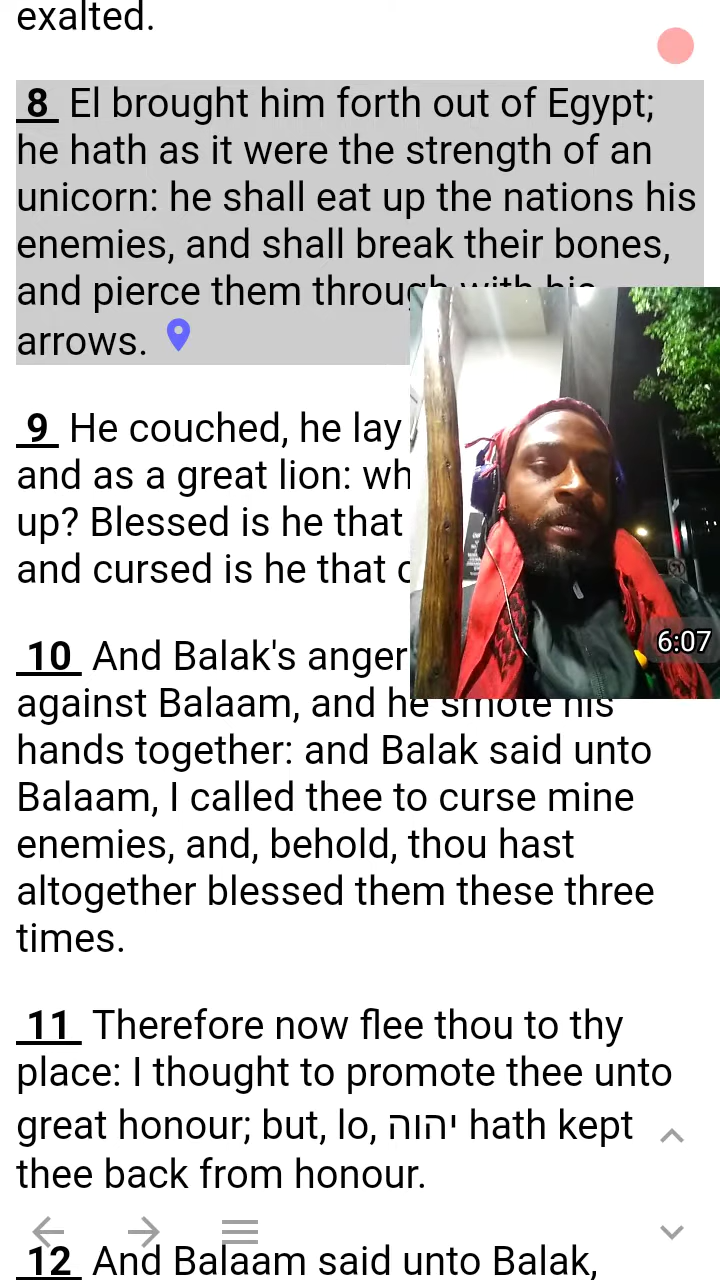 exalted.
8 El brought him forth out of Egypt;
he hath as it were the strength of an
unicorn: he shall eat up the nations his
enemies, and shall break their bones,
and pierce them through with his
arrows.
9 He couched, he lay
and as a great lion: wh
up? Blessed is he that
and cursed is he that c
6:07
10 And Balak's anger
against Balaam, and he smote his
hands together: and Balak said unto
Balaam, I called thee to curse mine
enemies, and, behold, thou hast
altogether blessed them these three
times.
11 Therefore now flee thou to thy
place: I thought to promote thee unto
great honour; but, lo, יהוה hath kept
thee back from honour.
12 And Balaam said unto Balak,